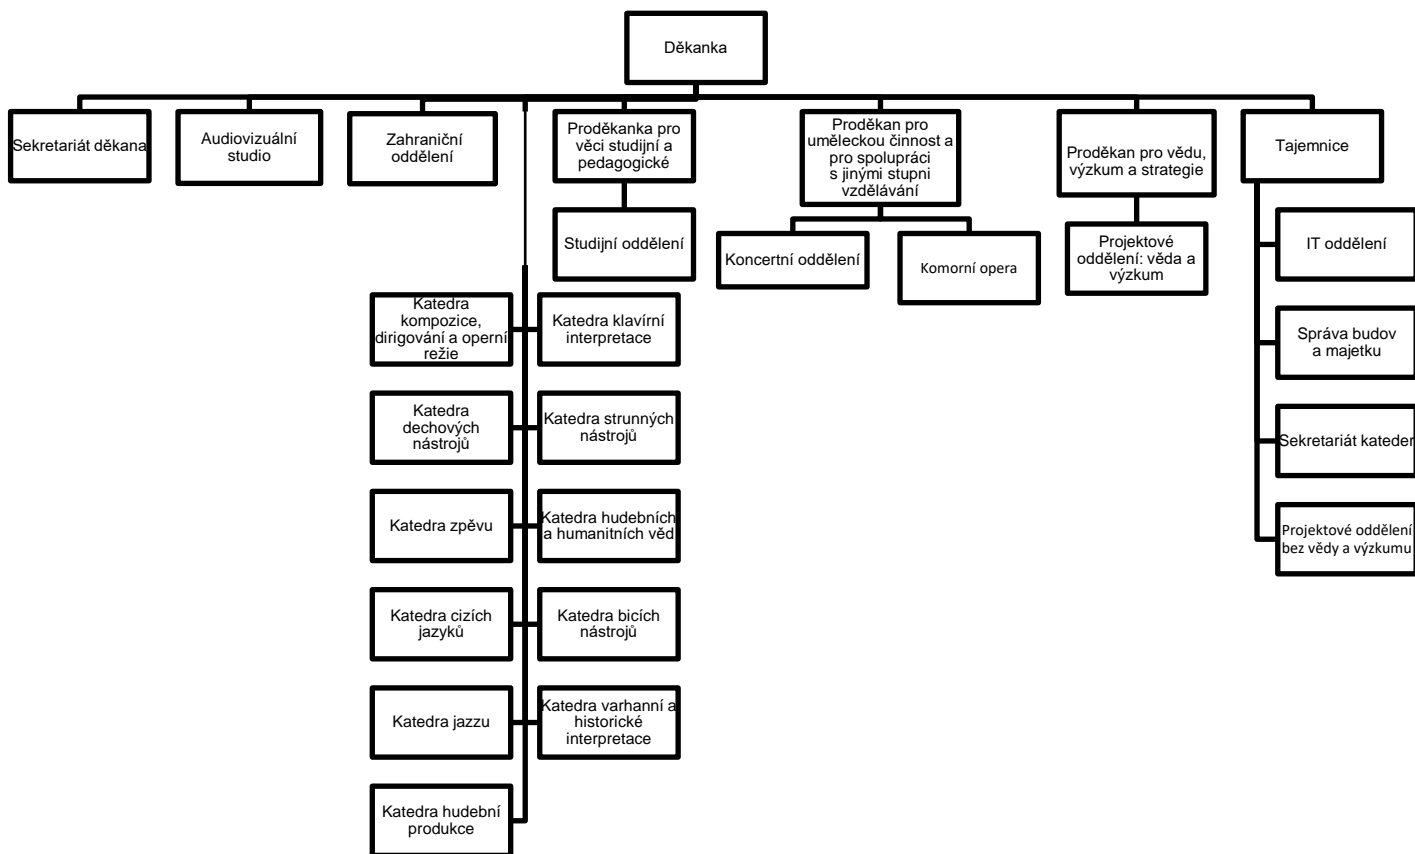 Děkanka
Sekretariát děkana
Audiovizuální
studio
Zahraniční
oddělení
Proděkanka pro
věci studijní a
pedagogické
Studijní oddělení
Proděkan pro
uměleckou činnost a
pro spolupráci
s jinými stupni
vzdělávání
Koncertní oddělení
Komorní opera
Proděkan pro vědu,
výzkum a strategie
Projektové
oddělení: věda a
výzkum
Tajemnice
IT oddělení
Správa budov
a majetku
Sekretariát kateder
Projektové oddělení
bez vědy a výzkumu
Katedra
kompozice,
dirigování a operní
režie
Katedra klavírní
interpretace
Katedra
dechových
nástrojů
Katedra strunných
nástrojů
Katedra zpěvu
Katedra hudebních
a humanitních věd
Katedra cizích
jazyků
Katedra bicích
nástrojů
Katedra jazzu
Katedra varhanní a
historické
interpretace
Katedra hudební
produkce